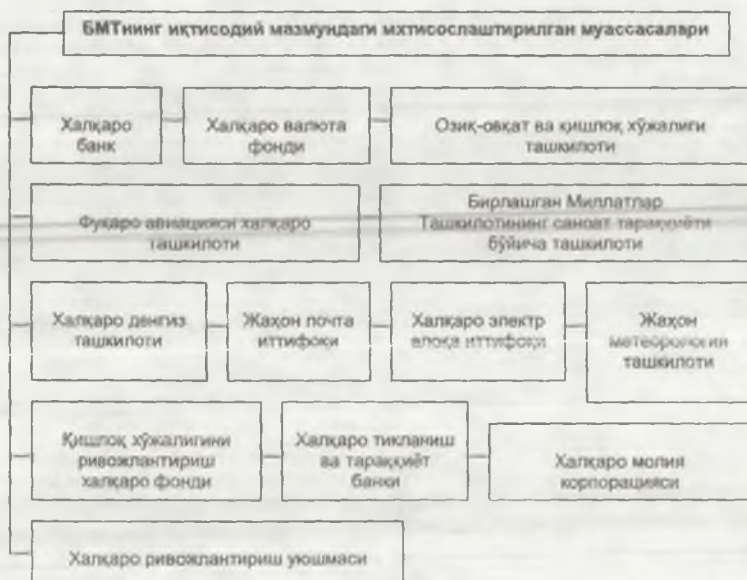 БМТнинг иқтисодий мазмундаги мхтисослаштирилган муассасалари
Халқаро
банк
Халқаро валюта
фонди
Озиқ-овқат ва қишлоқ хўжалиги
ташкилоти
Фуқаро авиацияси халқаро
ташкилоти
Бирлашган Миллатлар
Ташкилотининг саноат тараққиёти
бўйича ташкилоти
Халқаро денгиз
ташкилоти
Жаҳон почта
иттифоқи
Халқаро электр
алоқа иттифоқи
Жаҳон
метеорология
ташкилоти
Қишлоқ хўжалигини
ривожлантириш
халқаро фонди
Халқаро тикланиш
ва тараққиёт
банки
Халқаро молия
корпорацияси
Халқаро ривожлантириш уюшмаси